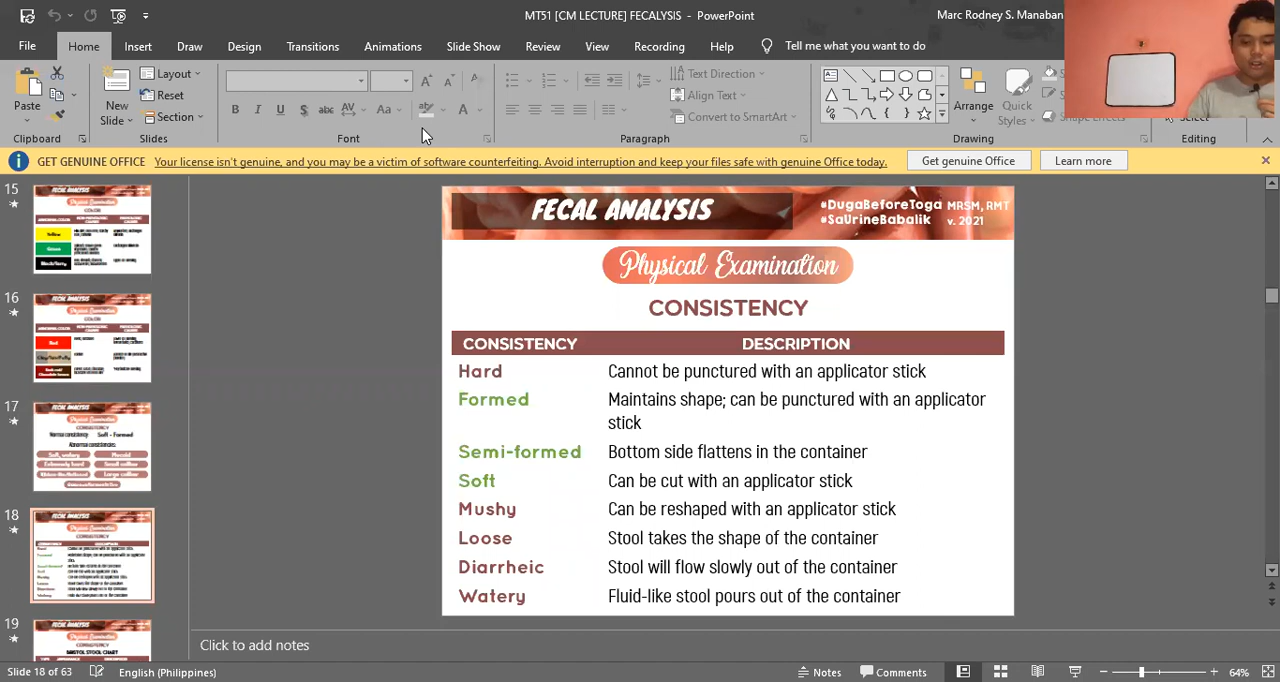 MT51 [CM LECTURE] FECALYSIS - PowerPoint
Marc Rodney S. Manaban
File Home Insert Draw Design Transitions Animations Slide Show Review View Recording Help Tell me what you want to do
Paste
New
Slide
Layout
Reset
Section
Text Direction
Align Text
Convert to SmartArt
Arrange
Quick
Styles
Clipboard Slides Font Paragraph Drawing Editing
GET GENUINE OFFICE Your license isn't genuine, and you may be a victim of software counterfeiting. Avoid interruption and keep your files safe with genuine Office today. Get genuine Office Learn more
15
16
17
18
19
FECAL ANALYSIS
#DugaBeforeToga MRSM, RMT
#SaUrineBabalik v. 2021
Physical Examination
CONSISTENCY
CONSISTENCY DESCRIPTION
Hard Cannot be punctured with an applicator stick
Formed Maintains shape; can be punctured with an applicator
stick
Semi-formed Bottom side flattens in the container
Soft Can be cut with an applicator stick
Mushy Can be reshaped win an applicator stick
Loose Stool takes the shape of the container
Diarrheic Stool will flow slowly out of the container
Watery Fluid-like stool pours out of the container
Click to add notes
Slide 18 of 63 English (Philippines) Notes Comments 64%